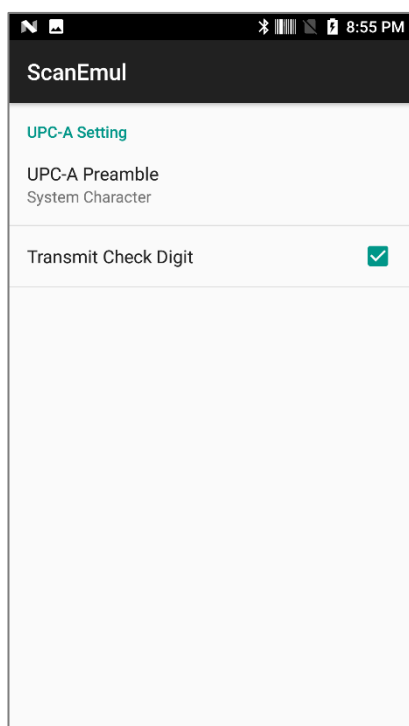 8:55 PM
ScanEmul
UPC-A Setting
UPC-A Preamble
System Character
Transmit Check Digit